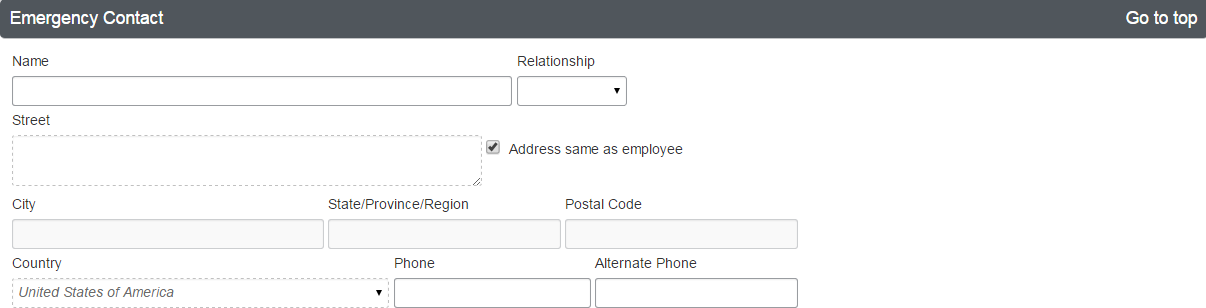 Emergency Contact Go to top
Name Relationship
Street
Address same as employee
City State/Province/Region Postal Code
Country Phone Alternate Phone
United States of America